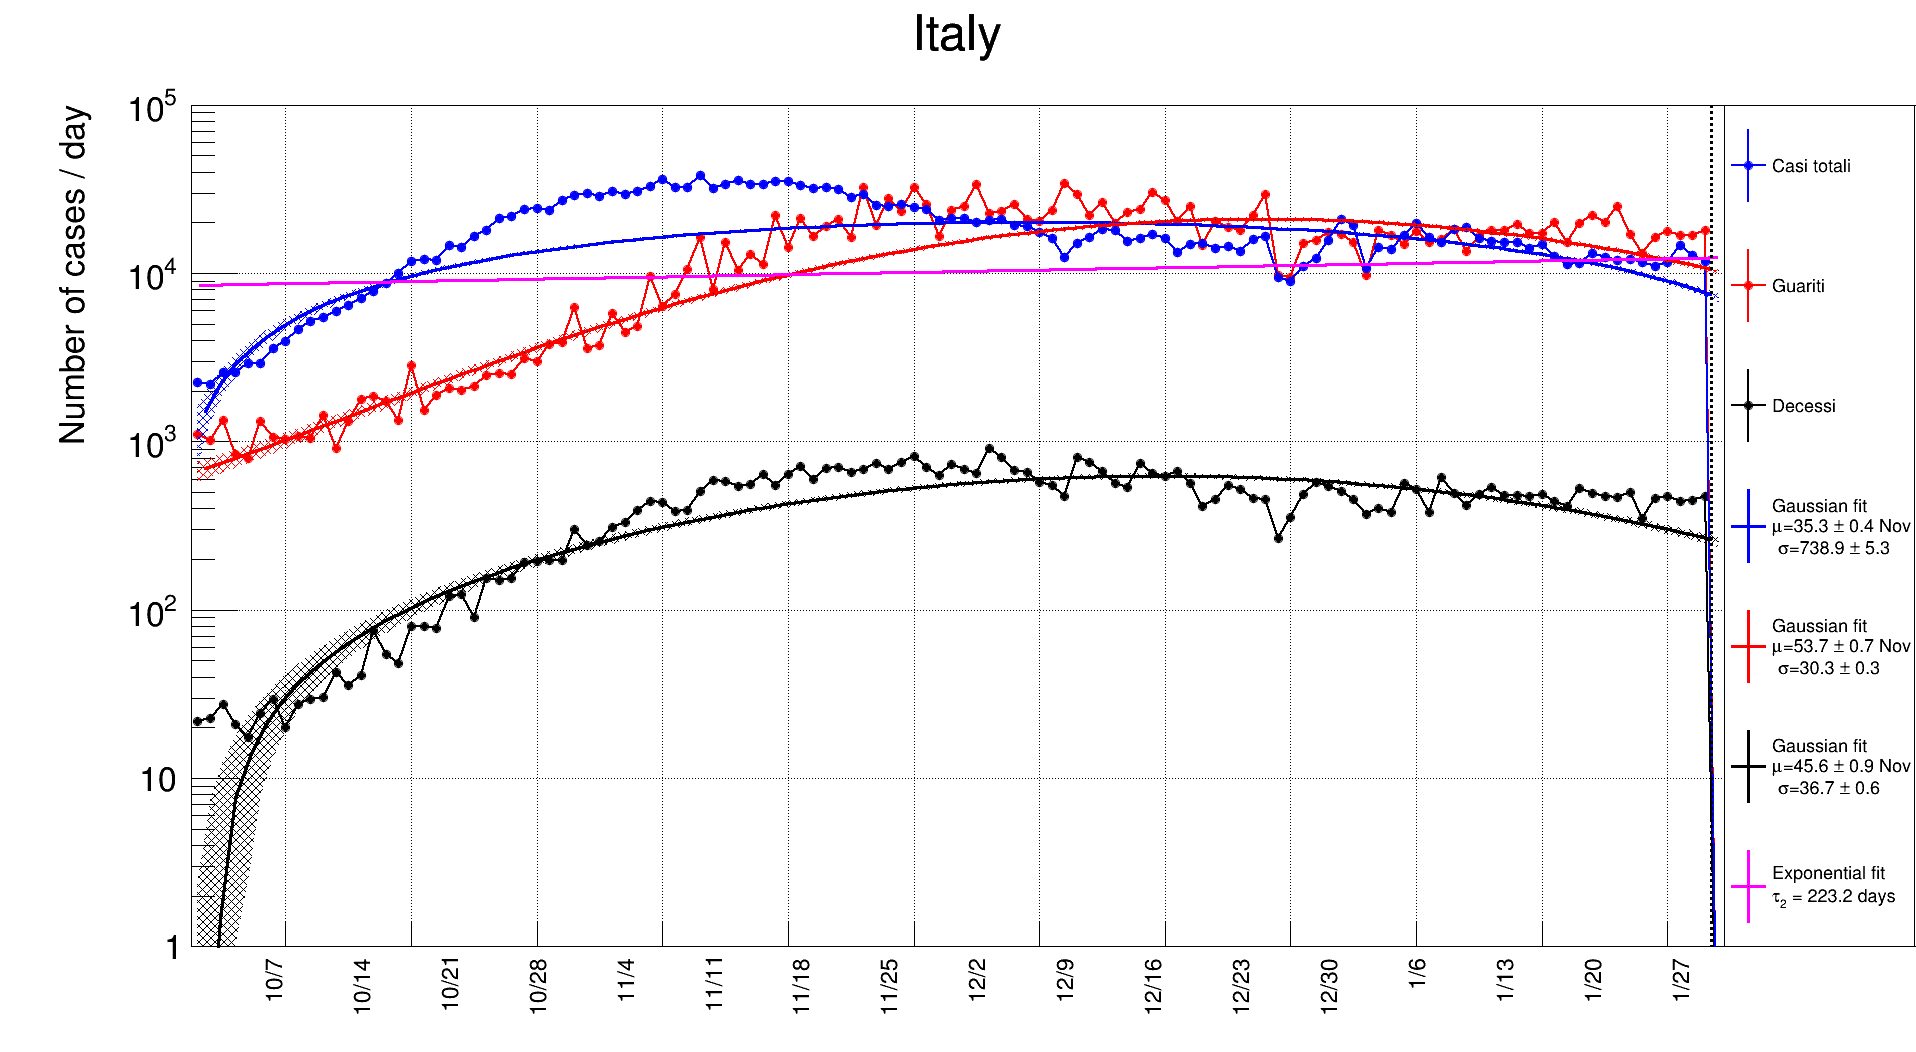 Italy
Number of cases / day
10^5
10^4
10^3
10^2
10
1
10/7
10/14
10/21
10/28
11/4
11/11
11/18
11/25
12/2
12/9
12/16
12/23
12/30
1/6
1/13
1/20
1/27
Casi totali
Guariti
Decessi
Gaussian fit
μ=35.3 ± 0.4 Nov
σ=738.9 ± 5.3
Gaussian fit
μ=53.7 ± 0.7 Nov
σ=30.3 ± 0.3
Gaussian fit
μ=45.6 ± 0.9 Nov
σ=36.7 ± 0.6
Exponential fit
τ₂ = 223.2 days